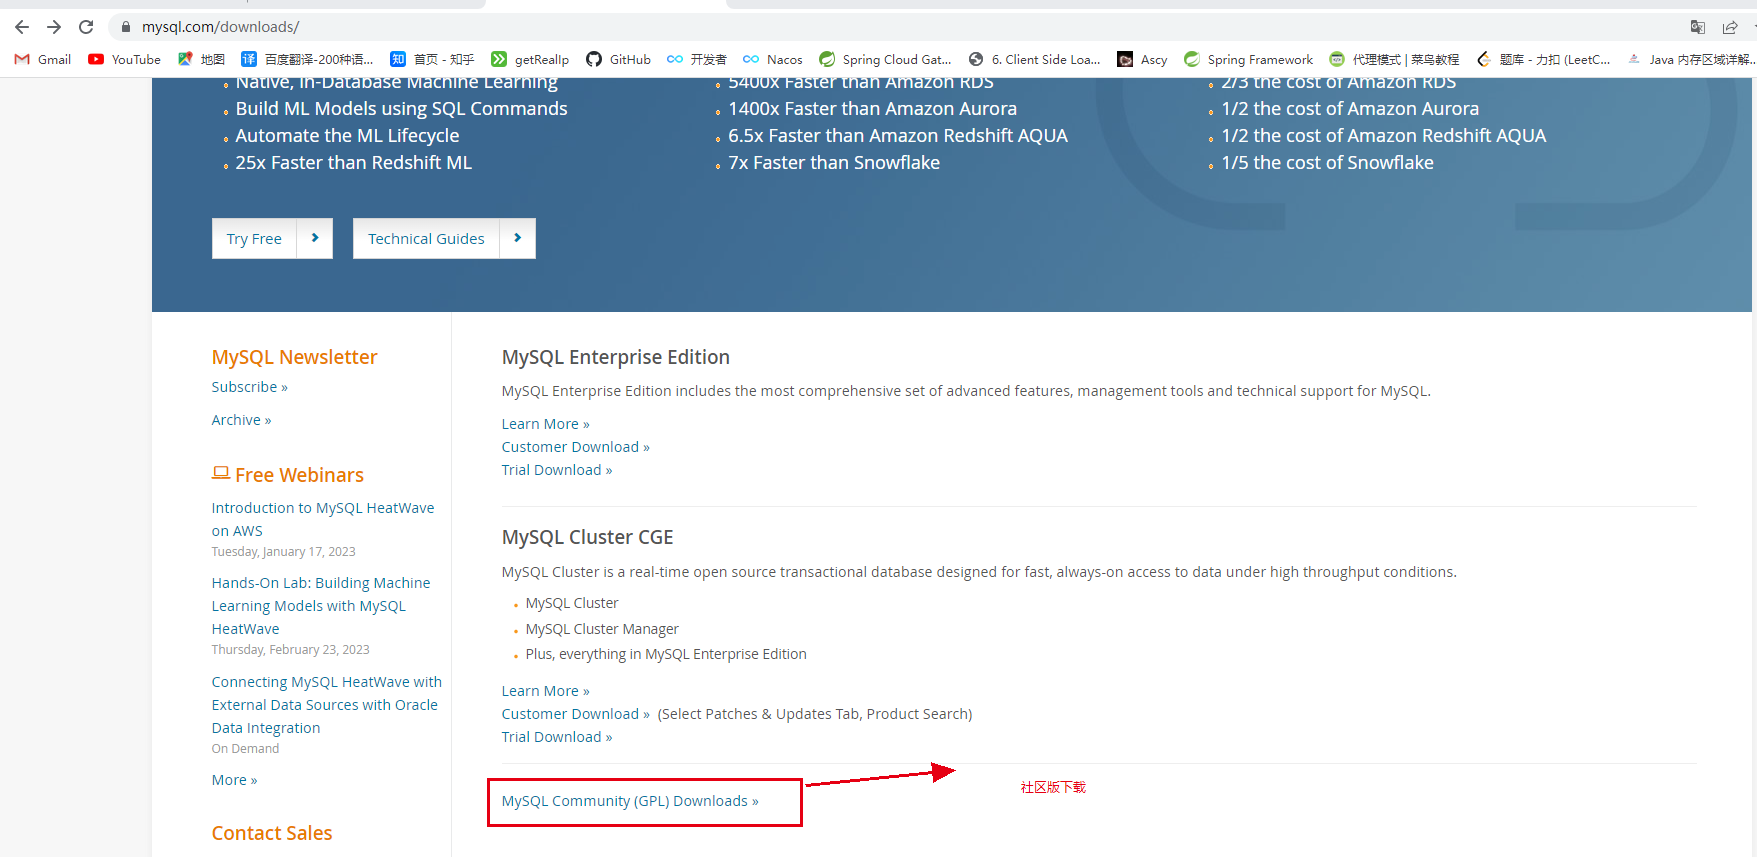 mysql.com/downloads/
Gmail YouTube 地图 百度翻译-200种语... 首页 - 知乎 getReallp GitHub 开发者 Nacos Spring Cloud Gat... 6. Client Side Loa... Ascy Spring Framework 代理模式 | 菜鸟教程 题库 - 力扣 (LeetC... Java 内存区域详解...
Native, In-Database Machine Learning
Build ML Models using SQL Commands
Automate the ML Lifecycle
25x Faster than Redshift ML
5400x Faster than Amazon RDS
1400x Faster than Amazon Aurora
6.5x Faster than Amazon Redshift AQUA
7x Faster than Snowflake
2/3 the cost of Amazon RDS
1/2 the cost of Amazon Aurora
1/2 the cost of Amazon Redshift AQUA
1/5 the cost of Snowflake
Try Free
Technical Guides
MySQL Newsletter
Subscribe »
Archive »
Free Webinars
Introduction to MySQL HeatWave
on AWS
Tuesday, January 17, 2023
Hands-On Lab: Building Machine
Learning Models with MySQL
HeatWave
Thursday, February 23, 2023
Connecting MySQL HeatWave with
External Data Sources with Oracle
Data Integration
On Demand
More »
Contact Sales
MySQL Enterprise Edition
MySQL Enterprise Edition includes the most comprehensive set of advanced features, management tools and technical support for MySQL.
Learn More »
Customer Download »
Trial Download »
MySQL Cluster CGE
MySQL Cluster is a real-time open source transactional database designed for fast, always-on access to data under high throughput conditions.
MySQL Cluster
MySQL Cluster Manager
Plus, everything in MySQL Enterprise Edition
Learn More »
Customer Download » (Select Patches & Updates Tab, Product Search)
Trial Download »
MySQL Community (GPL) Downloads »
社区版下载